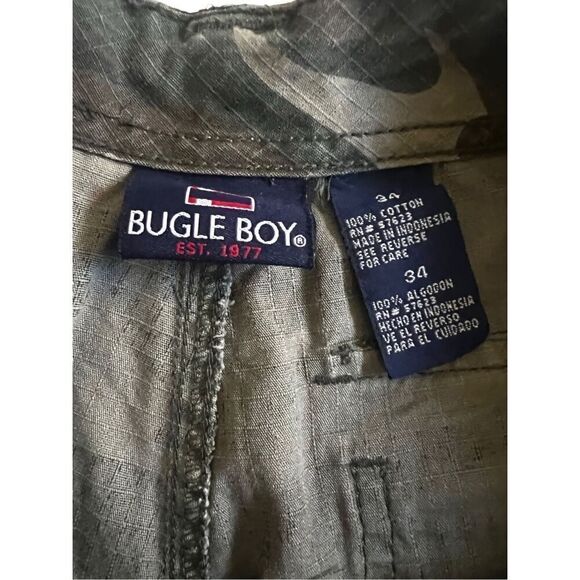 BUGLE BOY®
EST. 1977
34
100% COTTON
RN# 57623
MADE IN INDONESIA
SEE REVERSE
FOR CARE
34
100% ALGODON
RN# 57623
HECHO EN INDONESIA
VE EL REVERSO
PARA EL CUIDADO